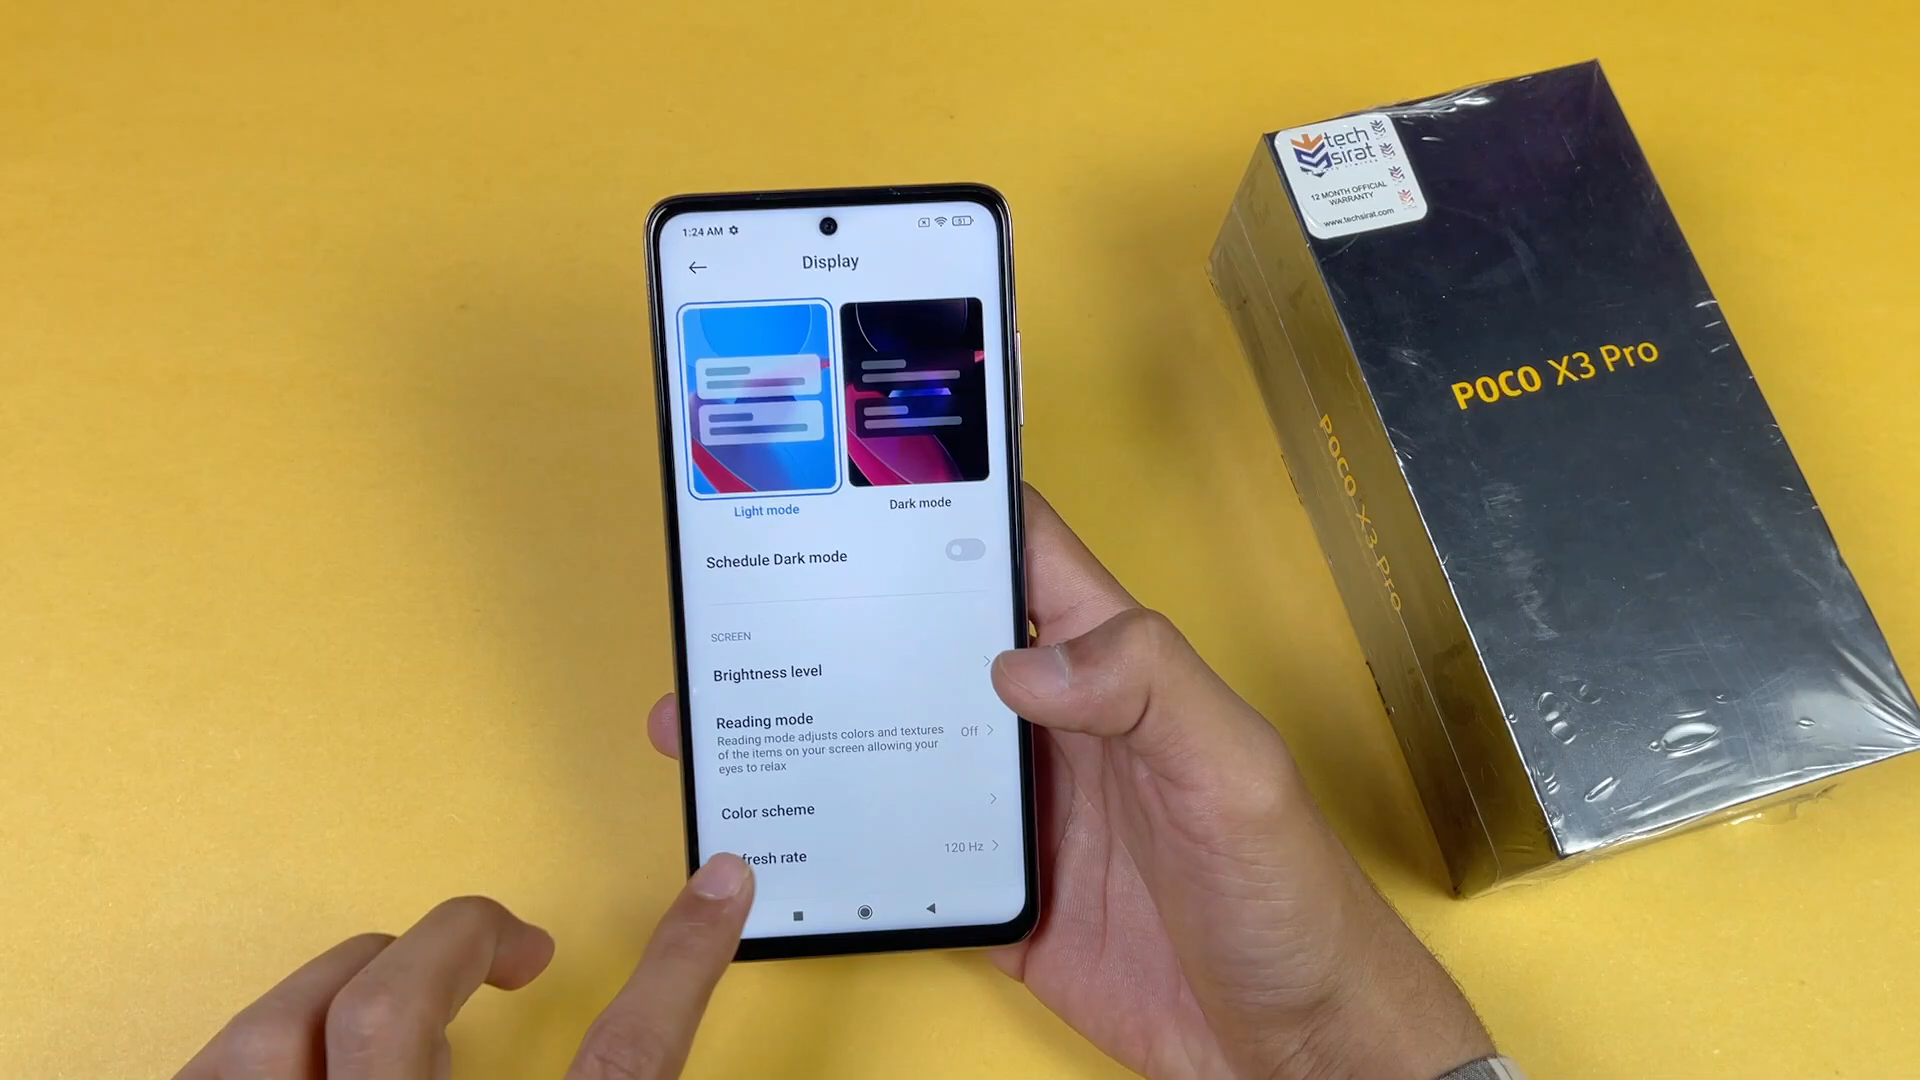 1:24 AM
51
Display
Light mode
Dark mode
Schedule Dark mode
SCREEN
Brightness level
Reading mode
Reading mode adjusts colors and textures
of the items on your screen allowing your
eyes to relax
Off
Color scheme
fresh rate
120 Hz
tech
sirat
12 MONTH OFFICIAL
WARRANTY
www.techsirat.com
POCO X3 Pro
POCO X3 Pro